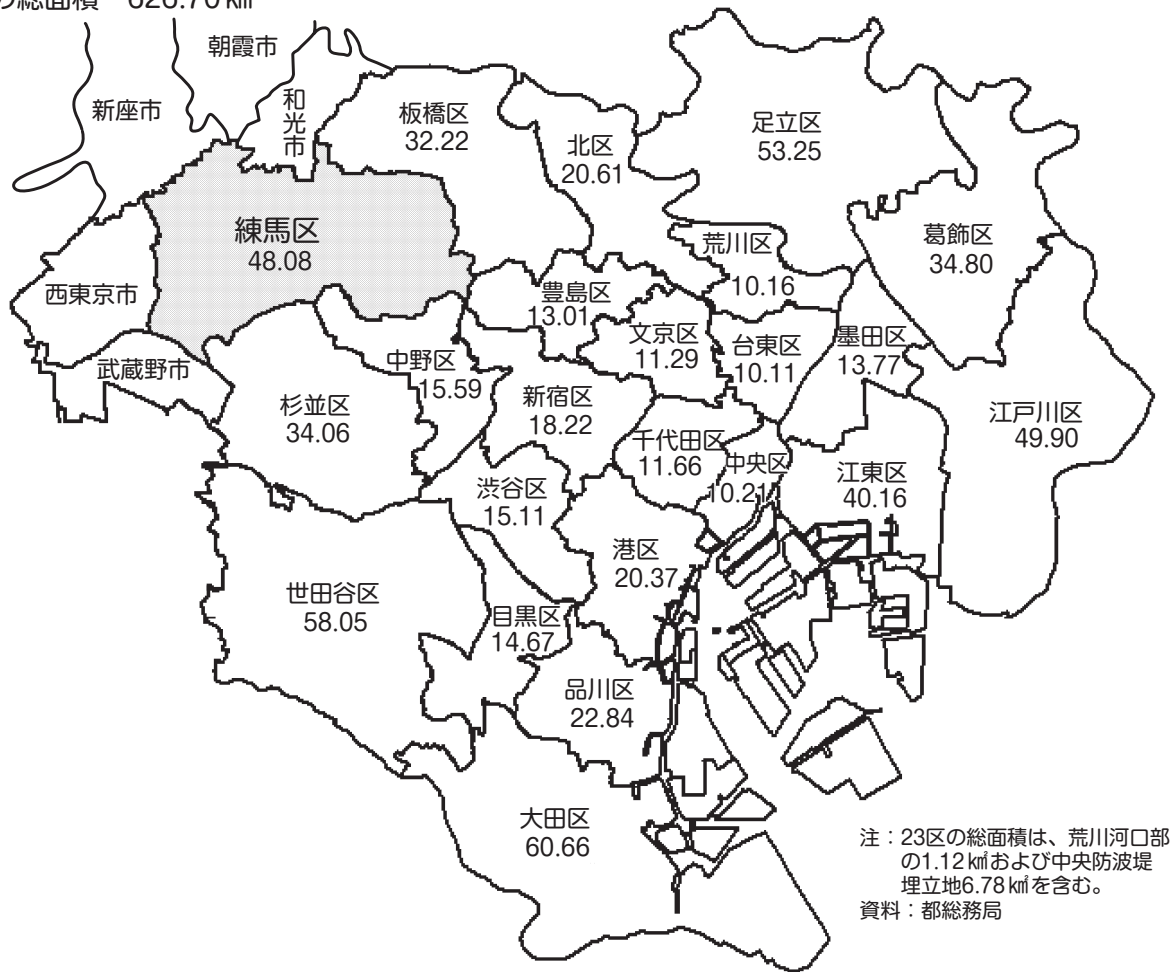 の総面積 626.70㎢
朝霞市
新座市
和光市
板橋区
32.22
北区
20.61
足立区
53.25
練馬区
48.08
荒川区
10.16
葛飾区
34.80
西東京市
豊島区
13.01
文京区
11.29
台東区
10.11
墨田区
13.77
武蔵野市
中野区
15.59
杉並区
34.06
新宿区
18.22
千代田区
11.66
中央区
10.21
江東区
40.16
江戸川区
49.90
渋谷区
15.11
港区
20.37
世田谷区
58.05
目黒区
14.67
品川区
22.84
大田区
60.66
注：23区の総面積は、荒川河口部
の1.12㎢および中央防波堤
埋立地6.78㎢を含む。
資料：都総務局